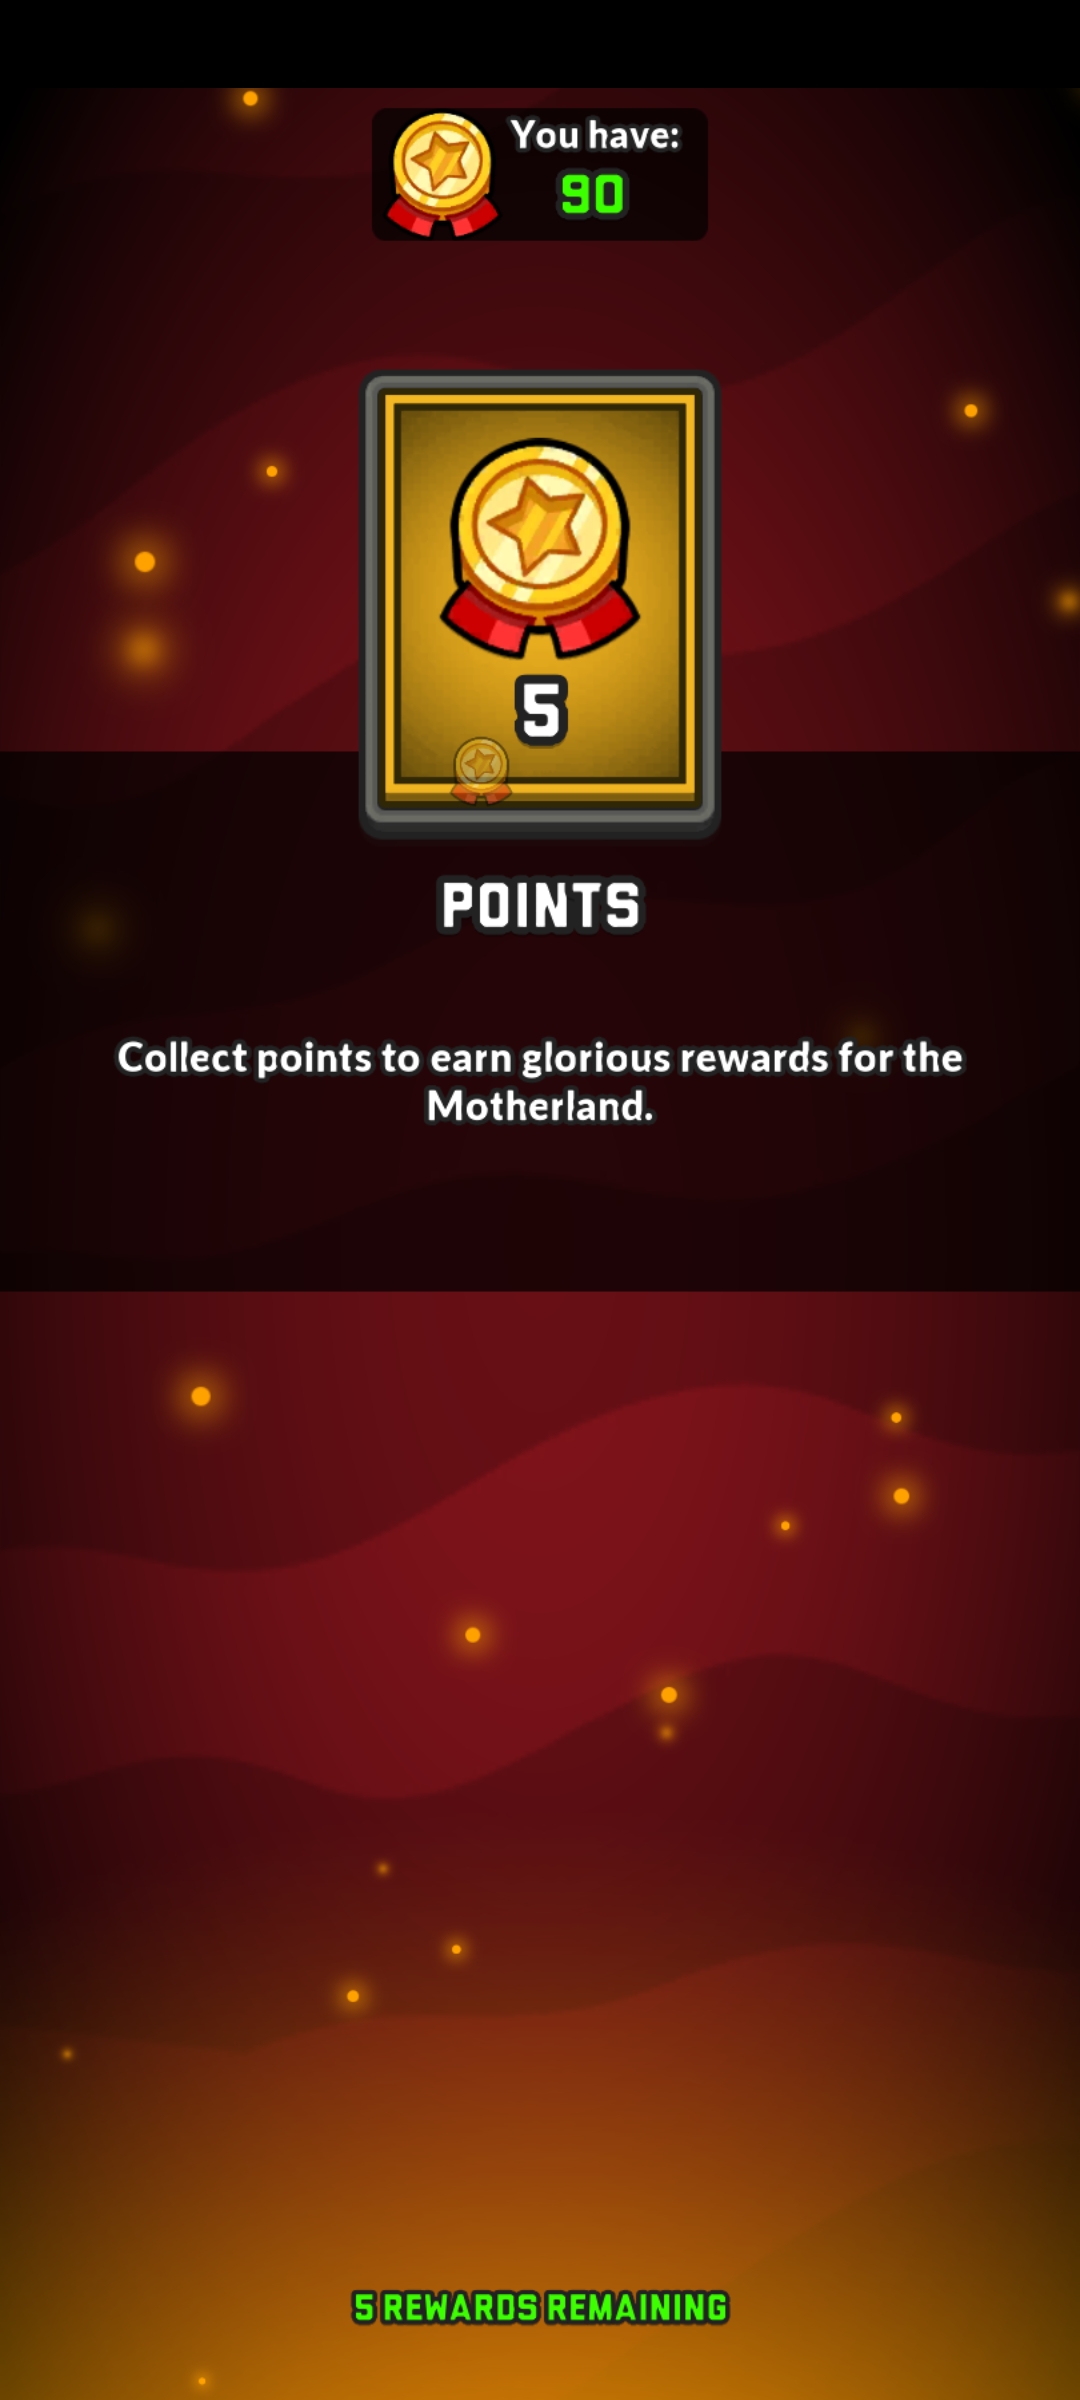 You have:
90
5
POINTS
Collect points to earn glorious rewards for the
Motherland.
5 REWARDS REMAINING